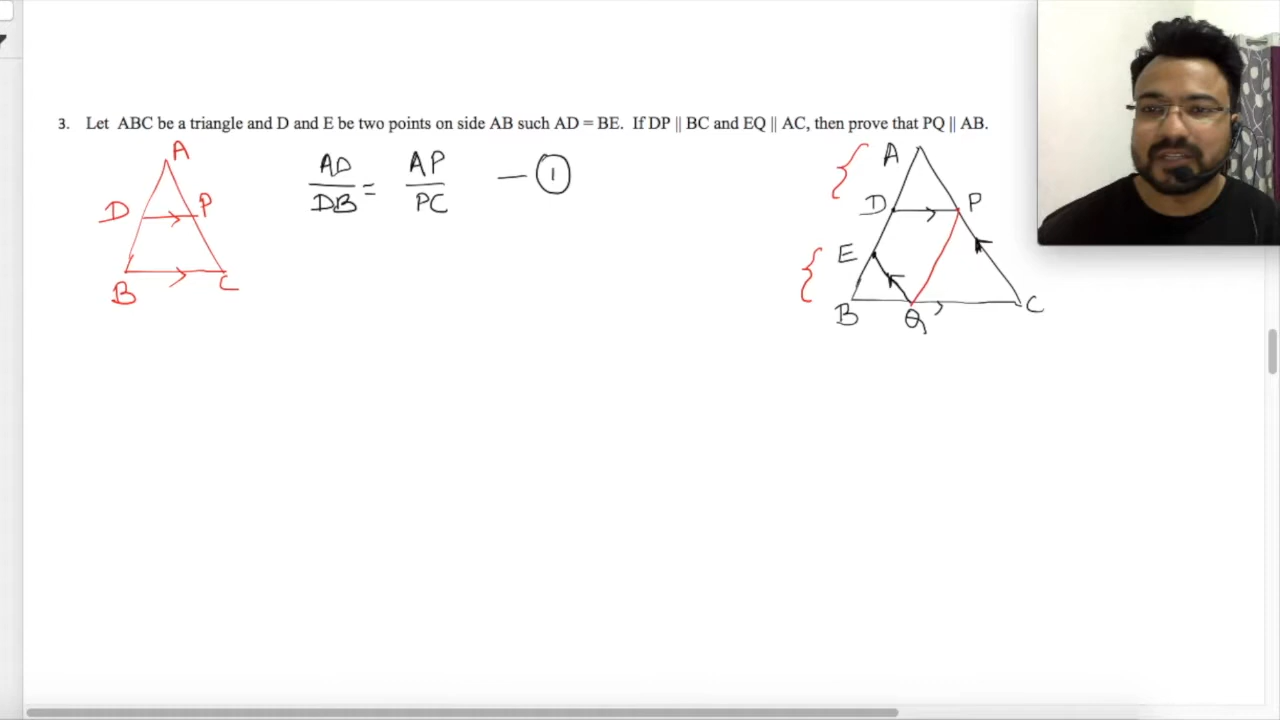 3. Let ABC be a triangle and D and E be two points on side AB such AD = BE. If DP || BC and EQ || AC, then prove that PQ || AB.
A
D P
B C
AD/DB = AP/PC — ①
A
D P
E
B Q C